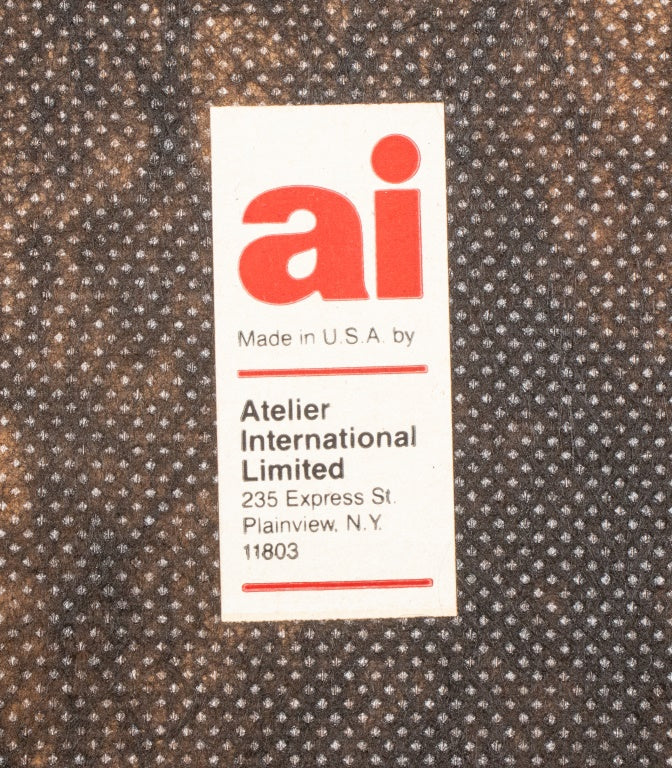 ai
Made in U.S.A. by
Atelier
International
Limited
235 Express St.
Plainview, N.Y.
11803